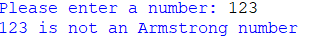 Please enter a number: 123
123 is not an Armstrong number